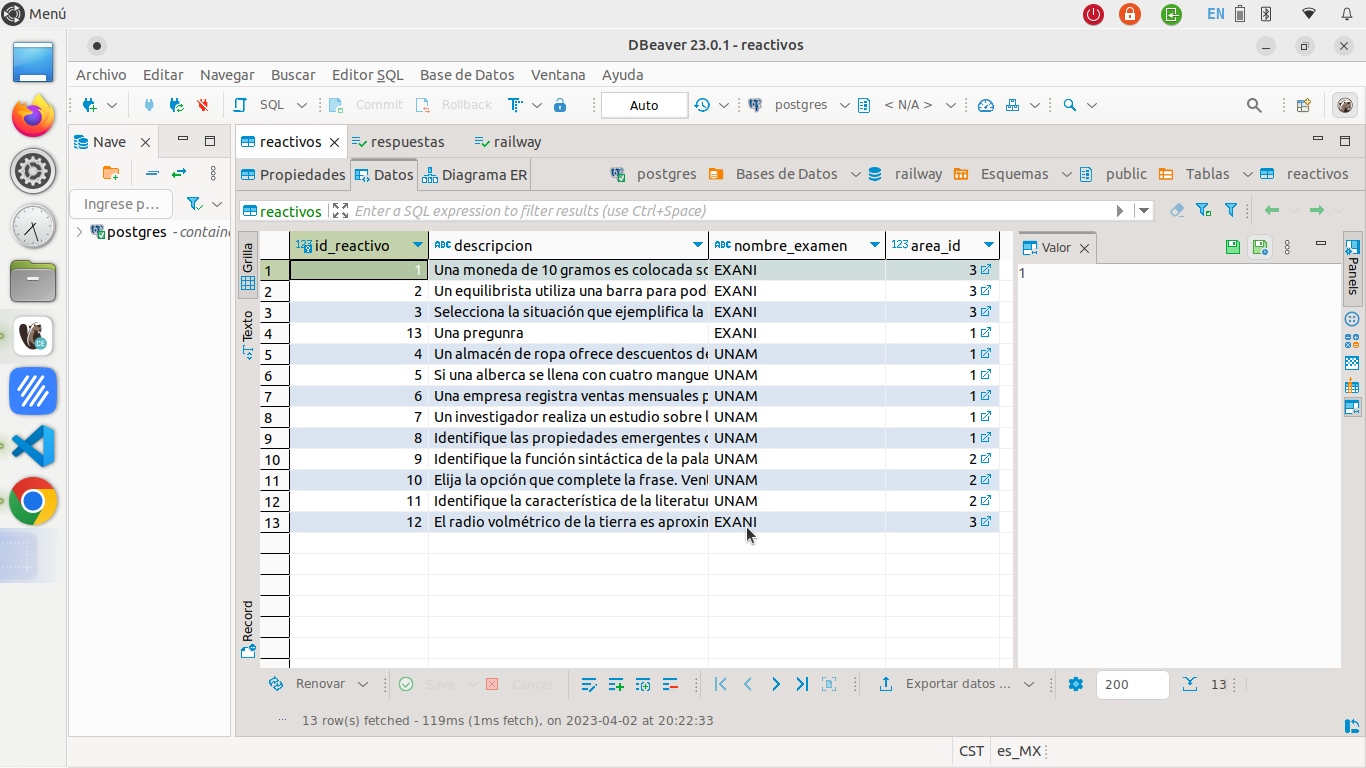 Menú
EN
DBeaver 23.0.1 - reactivos
Archivo Editar Navegar Buscar Editor SQL Base de Datos Ventana Ayuda
SQL Commit Rollback Auto postgres < N/A >
Nave
reactivos respuestas railway
Propiedades Datos Diagrama ER postgres Bases de Datos railway Esquemas public Tablas reactivos
Ingrese p...
reactivos Enter a SQL expression to filter results (use Ctrl+Space)
postgres - containe
Grilla
Texto
Record
id_reactivo descripcion nombre_examen area_id
1 1 Una moneda de 10 gramos es colocada so EXANI 3
2 2 Un equilibrista utiliza una barra para pod EXANI 3
3 3 Selecciona la situación que ejemplifica la EXANI 3
4 13 Una pregunra EXANI 1
5 4 Un almacén de ropa ofrece descuentos de UNAM 1
6 5 Si una alberca se llena con cuatro mangue UNAM 1
7 6 Una empresa registra ventas mensuales p UNAM 1
8 7 Un investigador realiza un estudio sobre l UNAM 1
9 8 Identifique las propiedades emergentes d UNAM 1
10 9 Identifique la función sintáctica de la pala UNAM 2
11 10 Elija la opción que complete la frase. Vent UNAM 2
12 11 Identifique la característica de la literatur UNAM 2
13 12 El radio volmétrico de la tierra es aproxim EXANI 3
Valor
1
Panels
Renovar Save Cancel Exportar datos ... 200 13
13 row(s) fetched - 119ms (1ms fetch), on 2023-04-02 at 20:22:33
CST es_MX